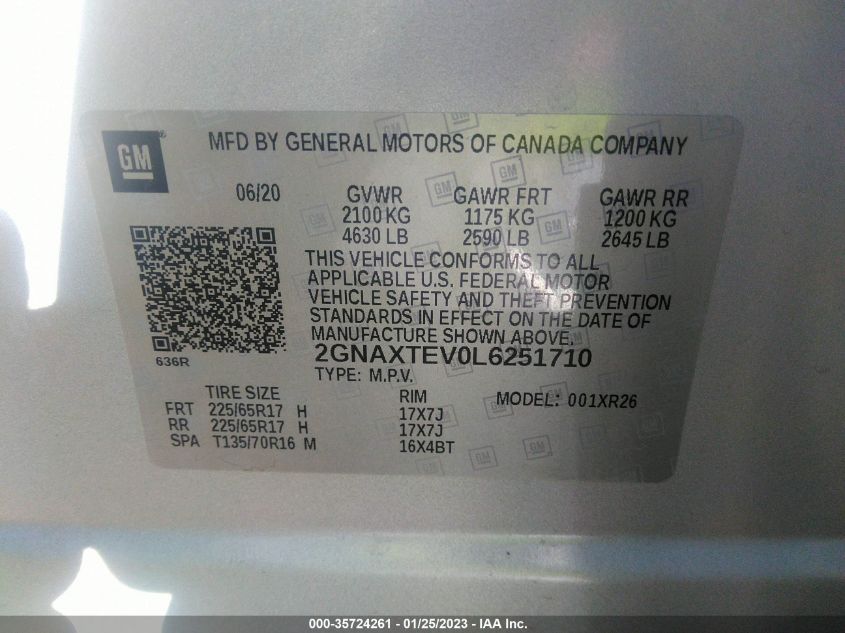 GM ® MFD BY GENERAL MOTORS OF CANADA COMPANY
06/20 GVWR GAWR FRT GAWR RR
2100 KG 1175 KG 1200 KG
4630 LB 2590 LB 2645 LB
THIS VEHICLE CONFORMS TO ALL
APPLICABLE U.S. FEDERAL MOTOR
VEHICLE SAFETY AND THEFT PREVENTION
STANDARDS IN EFFECT ON THE DATE OF
MANUFACTURE SHOWN ABOVE.
636R 2GNAXTEV0L6251710
TYPE: M.P.V.
TIRE SIZE RIM MODEL: 001XR26
FRT 225/65R17 H 17X7J
RR 225/65R17 H 17X7J
SPA T135/70R16 M 16X4BT
000-35724261 - 01/25/2023 - IAA Inc.